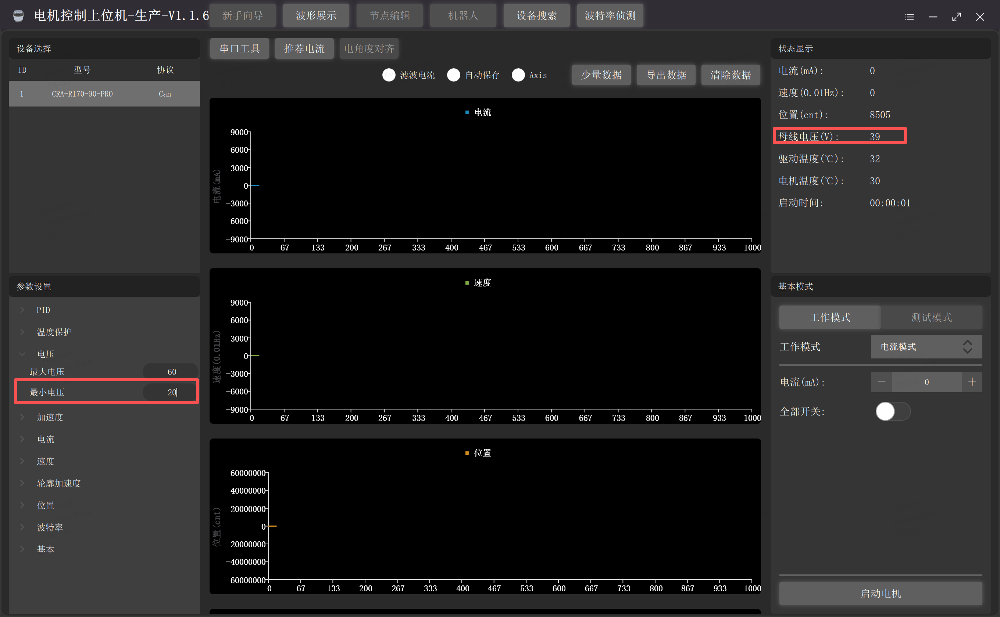 电机控制上位机-生产-V1.1.6
新手向导
波形展示
节点编辑
机器人
设备搜索
波特率侦测
设备选择
ID 型号 协议
1 CRA-RI70-90-PRO Can
串口工具
推荐电流
电角度对齐
滤波电流
自动保存
Axis
少量数据
导出数据
清除数据
电流
9000
6000
3000
0
-3000
-6000
-9000
电流(mA)
0 67 133 200 267 333 400 467 533 600 667 733 800 867 933 1000
速度
9000
6000
3000
0
-3000
-6000
-9000
速度(0.01Hz)
0 67 133 200 267 333 400 467 533 600 667 733 800 867 933 1000
位置
60000000
40000000
20000000
0
-20000000
-40000000
-60000000
位置(cnt)
0 67 133 200 267 333 400 467 533 600 667 733 800 867 933 1000
参数设置
PID
温度保护
电压
最大电压 60
最小电压 20
加速度
电流
速度
轮廓加速度
位置
波特率
基本
状态显示
电流(mA): 0
速度(0.01Hz): 0
位置(cnt): 8505
母线电压(V): 39
驱动温度(℃): 32
电机温度(℃): 30
启动时间: 00:00:01
基本模式
工作模式
测试模式
工作模式 电流模式
电流(mA): 0
全部开关:
启动电机